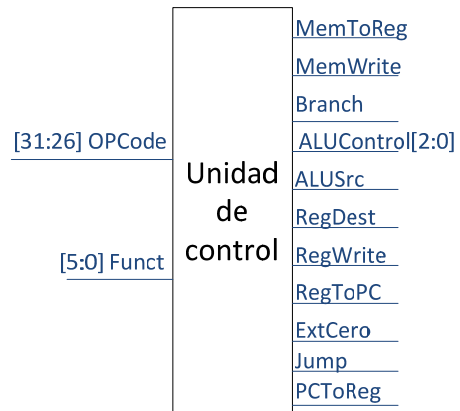 [31:26] OPCode
[5:0] Funct
Unidad
de
control
MemToReg
MemWrite
Branch
ALUControl[2:0]
ALUSrc
RegDest
RegWrite
RegToPC
ExtCero
Jump
PCToReg